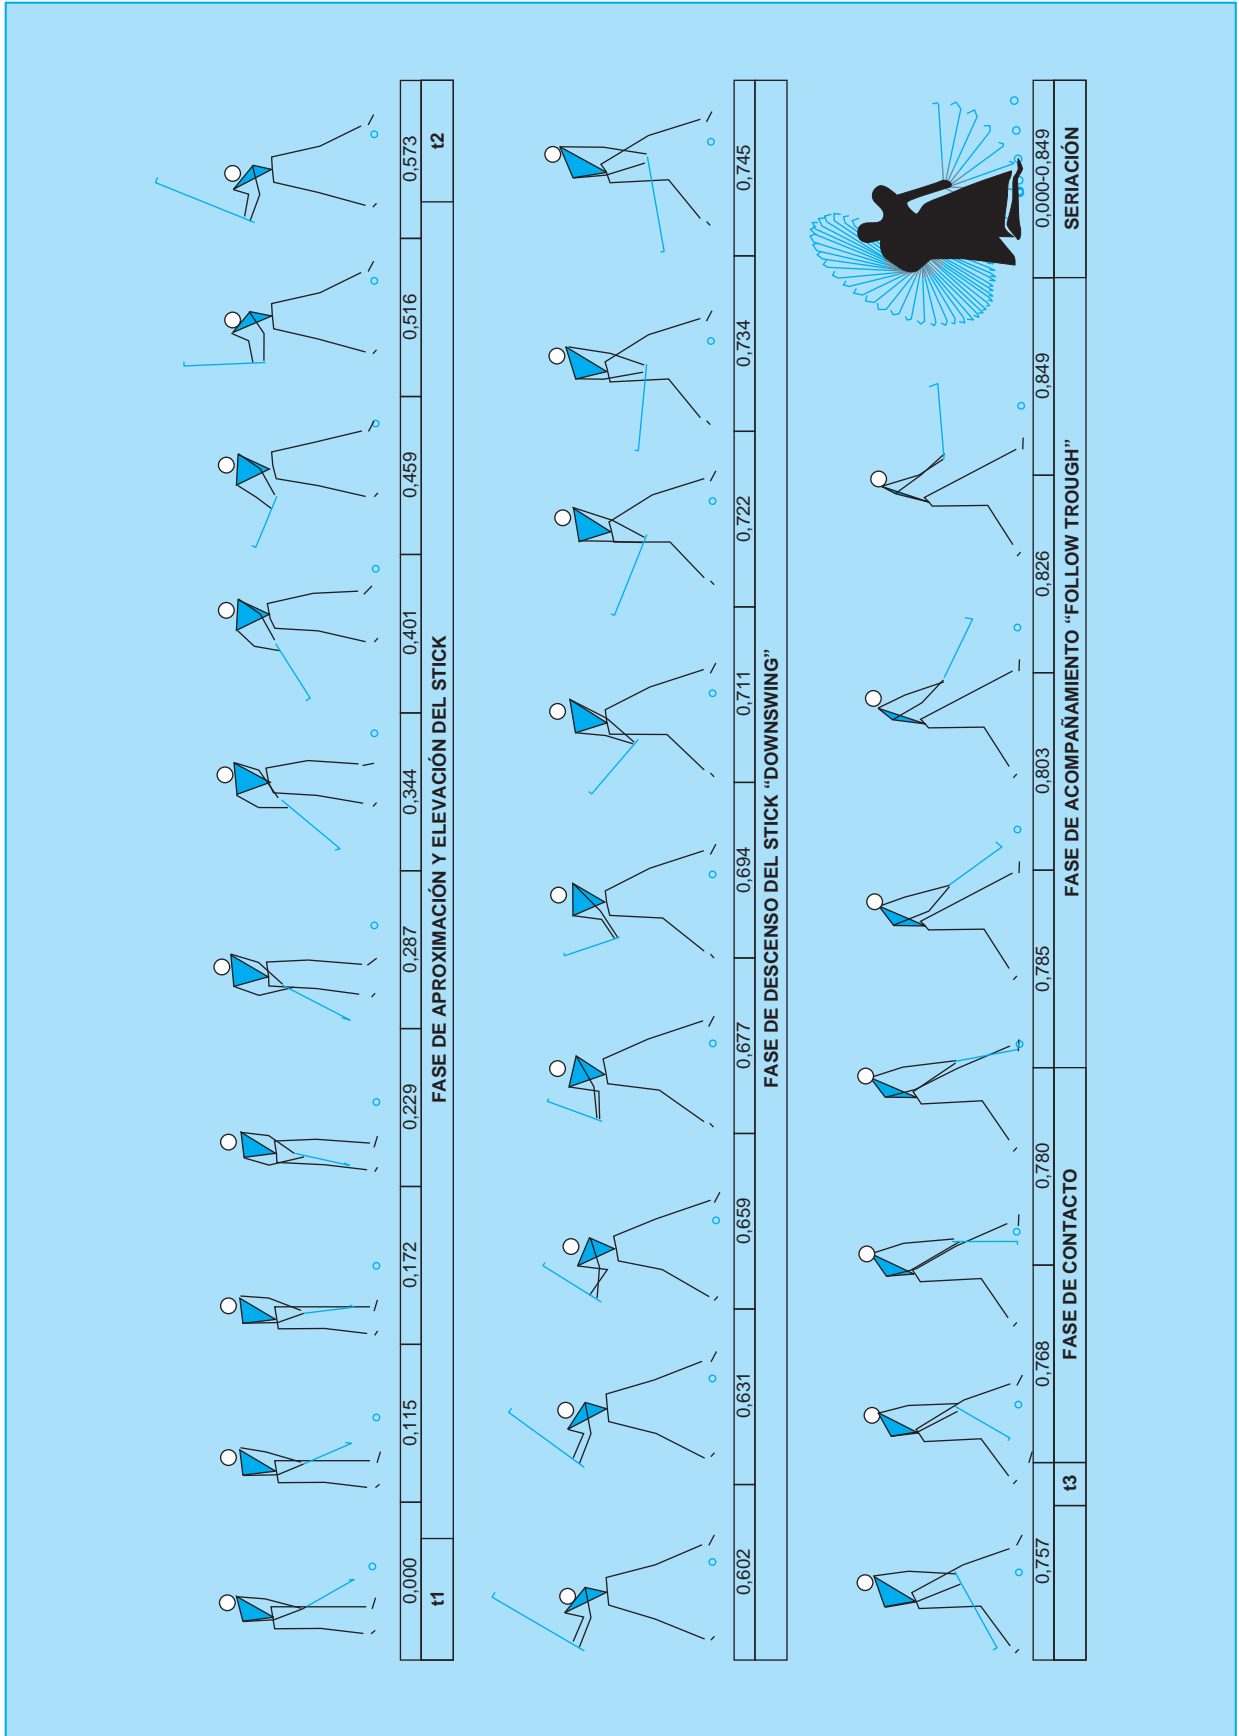 0,000 0,115 0,172 0,229 0,287 0,344 0,401 0,459 0,516 0,573
t1 FASE DE APROXIMACIÓN Y ELEVACIÓN DEL STICK t2
0,602 0,631 0,659 0,677 0,694 0,711 0,722 0,734 0,745
FASE DE DESCENSO DEL STICK “DOWNSWING”
0,757 0,768 0,780 0,785 0,803 0,826 0,849 0,000-0,849
t3 FASE DE CONTACTO FASE DE ACOMPAÑAMIENTO “FOLLOW TROUGH” SERIACIÓN